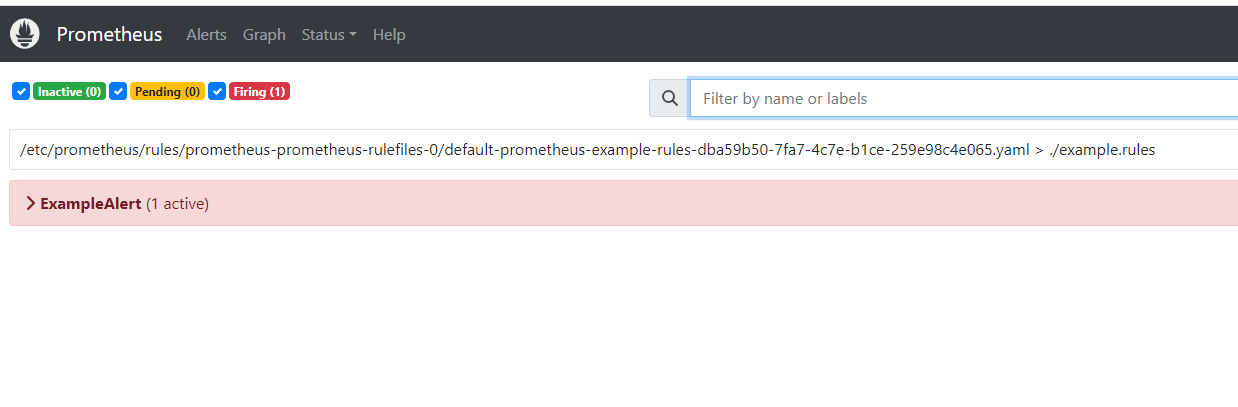 Prometheus Alerts Graph Status Help
Inactive (0) Pending (0) Firing (1) Filter by name or labels
/etc/prometheus/rules/prometheus-prometheus-rulefiles-0/default-prometheus-example-rules-dba59b50-7fa7-4c7e-b1ce-259e98c4e065.yaml > ./example.rules
ExampleAlert (1 active)